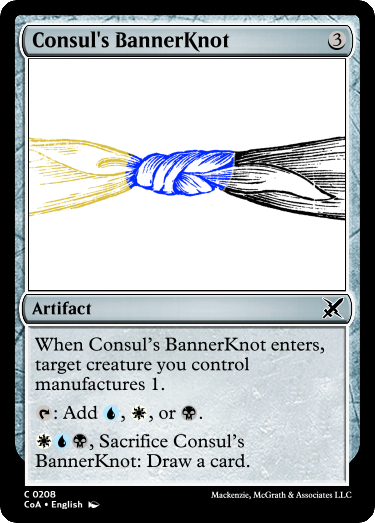 Consul's BannerKnot 3
Artifact
When Consul's BannerKnot enters,
target creature you control
manufactures 1.
: Add , , or .
, Sacrifice Consul's
BannerKnot: Draw a card.
C 0208
CoA • English
Mackenzie, McGrath & Associates LLC